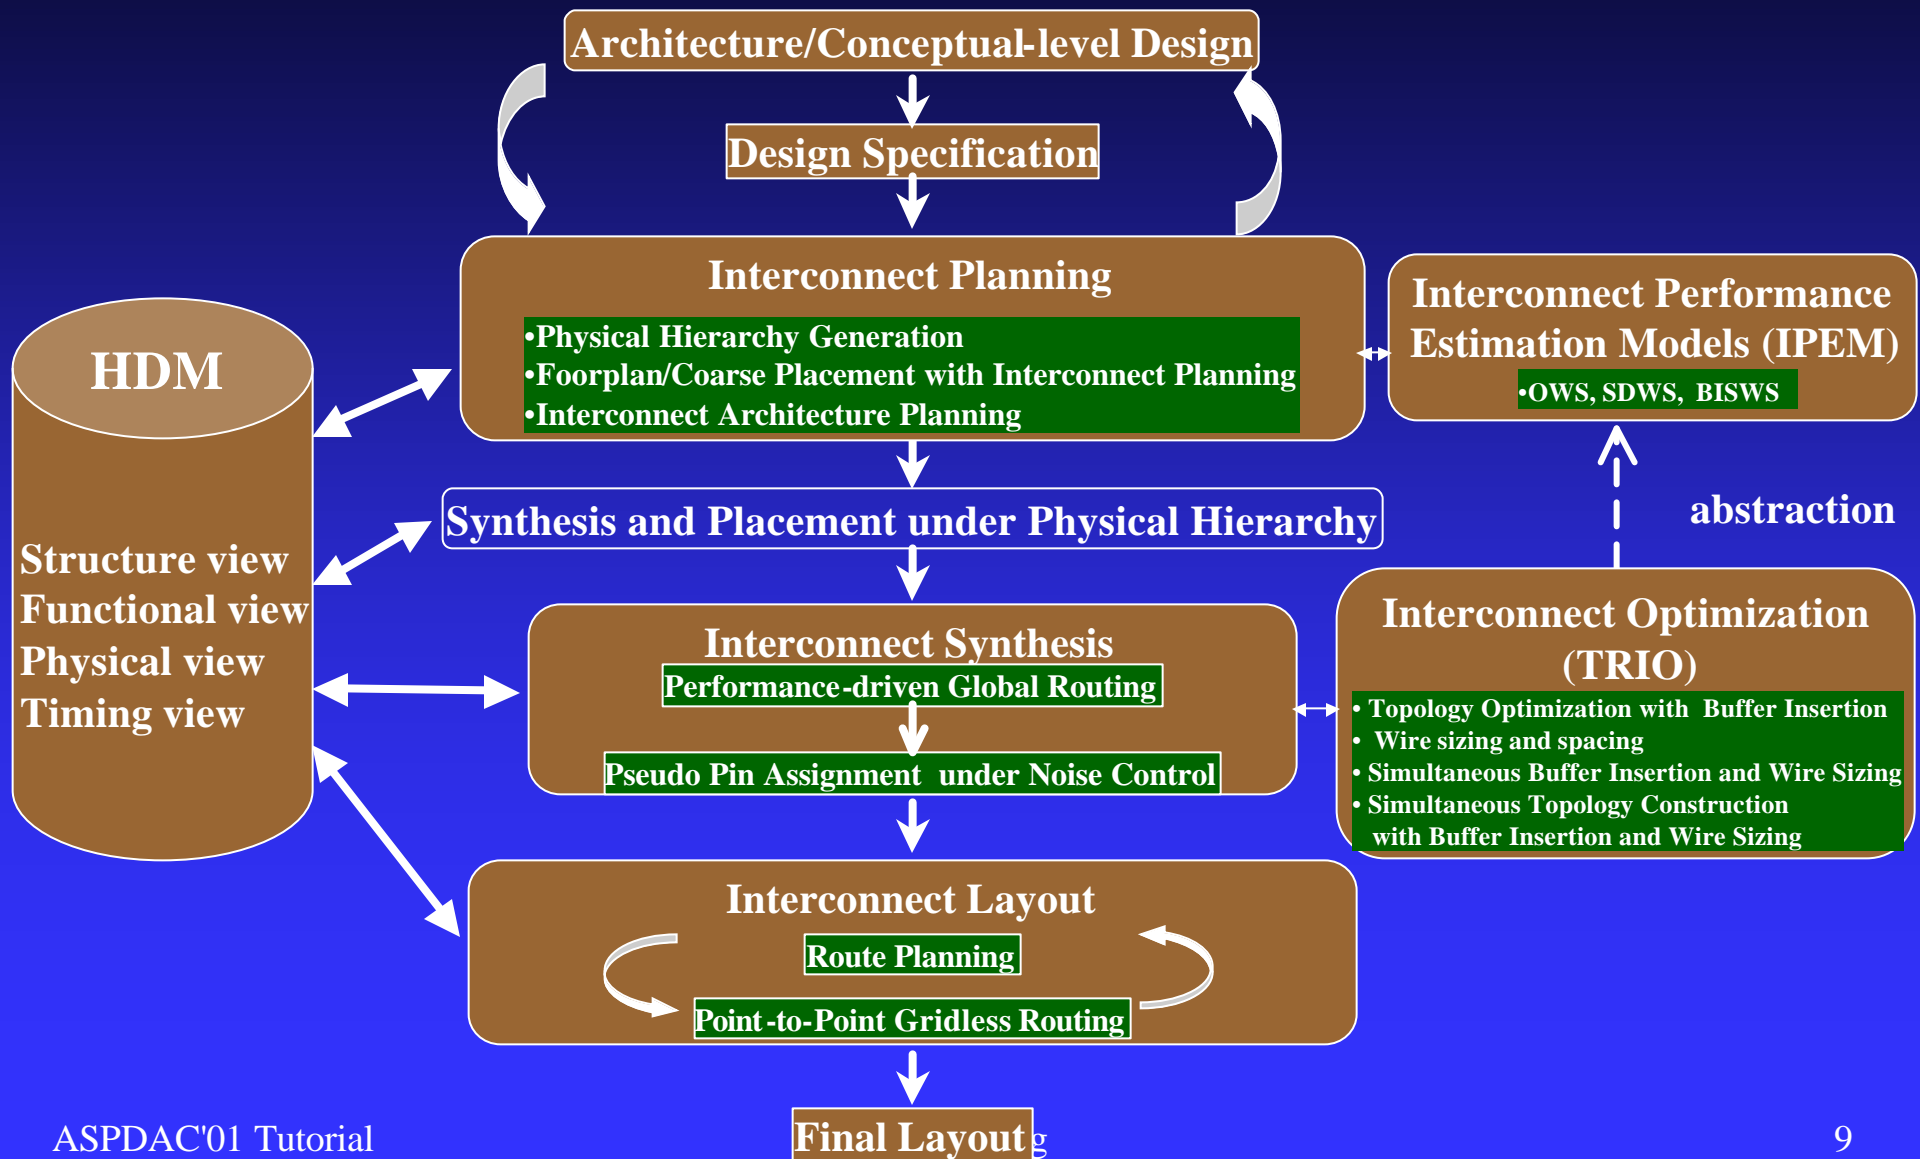 Architecture/Conceptual-level Design
Design Specification
Interconnect Planning
•Physical Hierarchy Generation
•Foorplan/Coarse Placement with Interconnect Planning
•Interconnect Architecture Planning
Interconnect Performance
Estimation Models (IPEM)
•OWS, SDWS, BISWS
HDM
Structure view
Functional view
Physical view
Timing view
Synthesis and Placement under Physical Hierarchy
abstraction
Interconnect Synthesis
Performance-driven Global Routing
Pseudo Pin Assignment under Noise Control
Interconnect Optimization
(TRIO)
• Topology Optimization with Buffer Insertion
• Wire sizing and spacing
• Simultaneous Buffer Insertion and Wire Sizing
• Simultaneous Topology Construction
with Buffer Insertion and Wire Sizing
Interconnect Layout
Route Planning
Point-to-Point Gridless Routing
Final Layout
ASPDAC'01 Tutorial
9